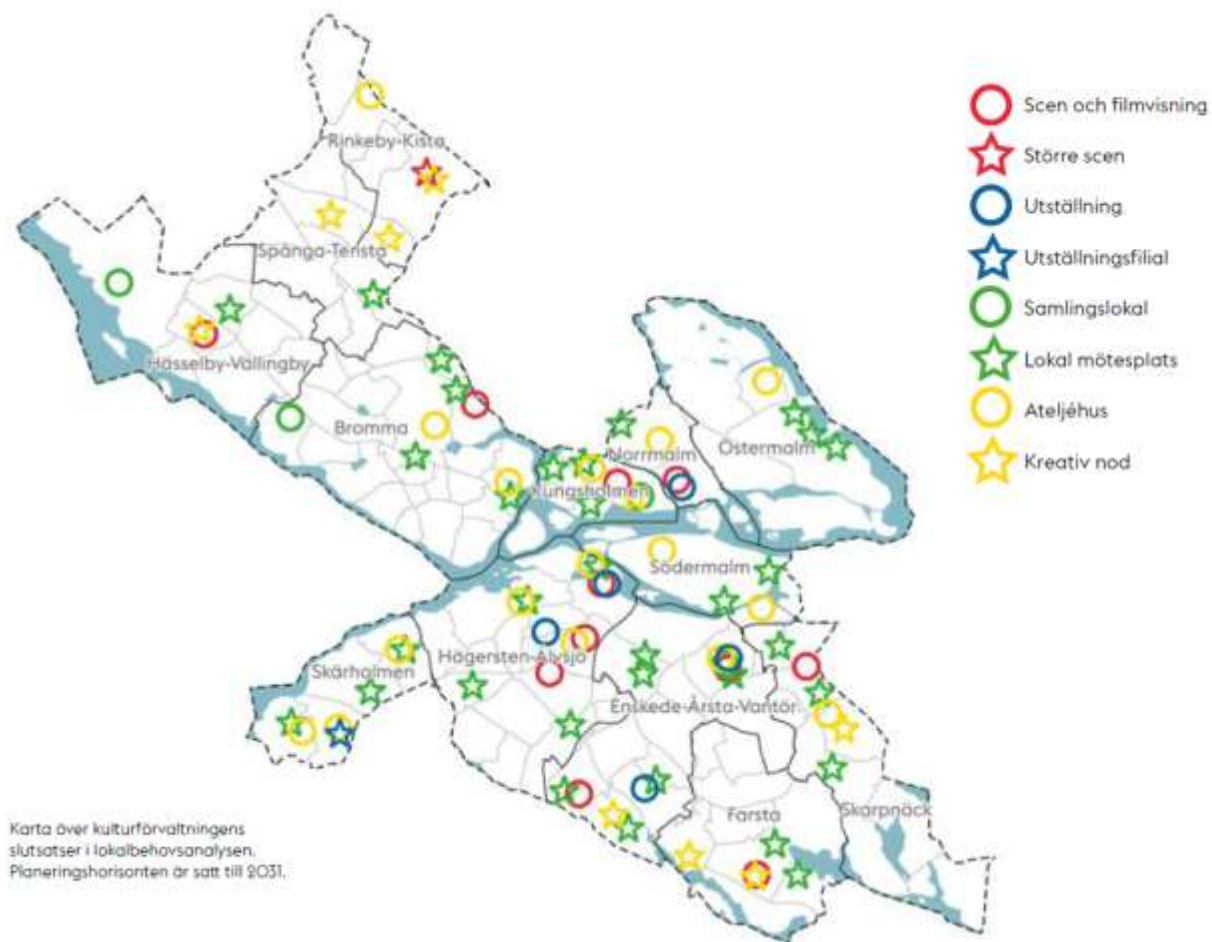 Scen och filmvisning
Större scen
Utställning
Utställningsfilial
Samlingslokal
Lokal mötesplats
Ateljéhus
Kreativ nod
Rinkeby-Kista
Spånga-Tensta
Hässelby-Vällingby
Bromma
Norrmalm
Östermalm
Kungsholmen
Södermalm
Skärholmen
Hägersten-Älvsjö
Enskede-Årsta-Vantör
Farsta
Skarpnäck
Karta över kulturförvaltningens
slutsatser i lokalbehovsanalysen.
Planeringshorisonten är satt till 2031.